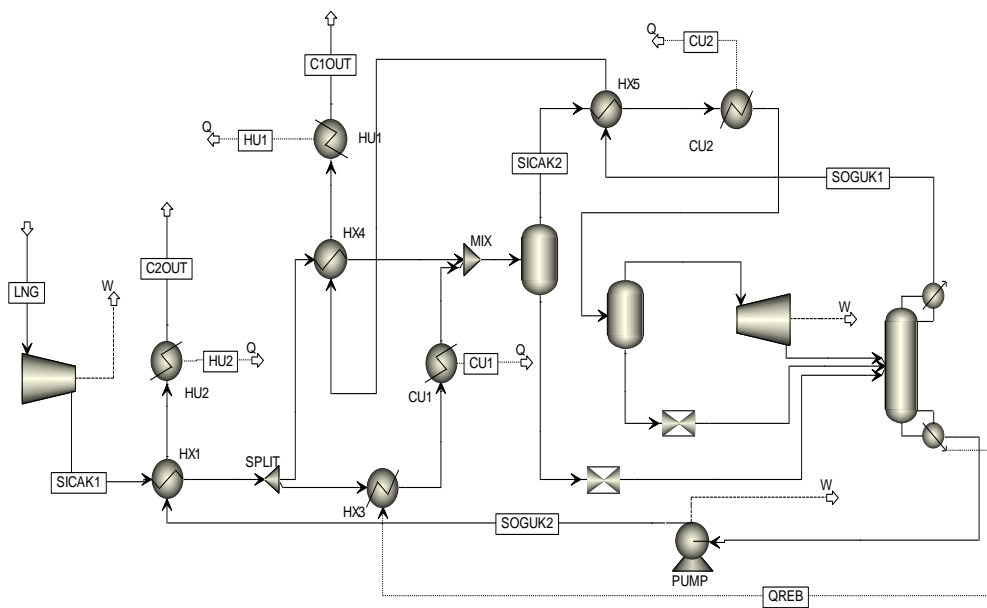 Q
CU2
C1OUT
HX5
Q
HU1
HU1
CU2
SICAK2
SOGUK1
MIX
HX4
C2OUT
W
LNG
W
HU2
Q
CU1
Q
HU2
CU1
HX1
SPLIT
SICAK1
HX3
W
SOGUK2
PUMP
QREB